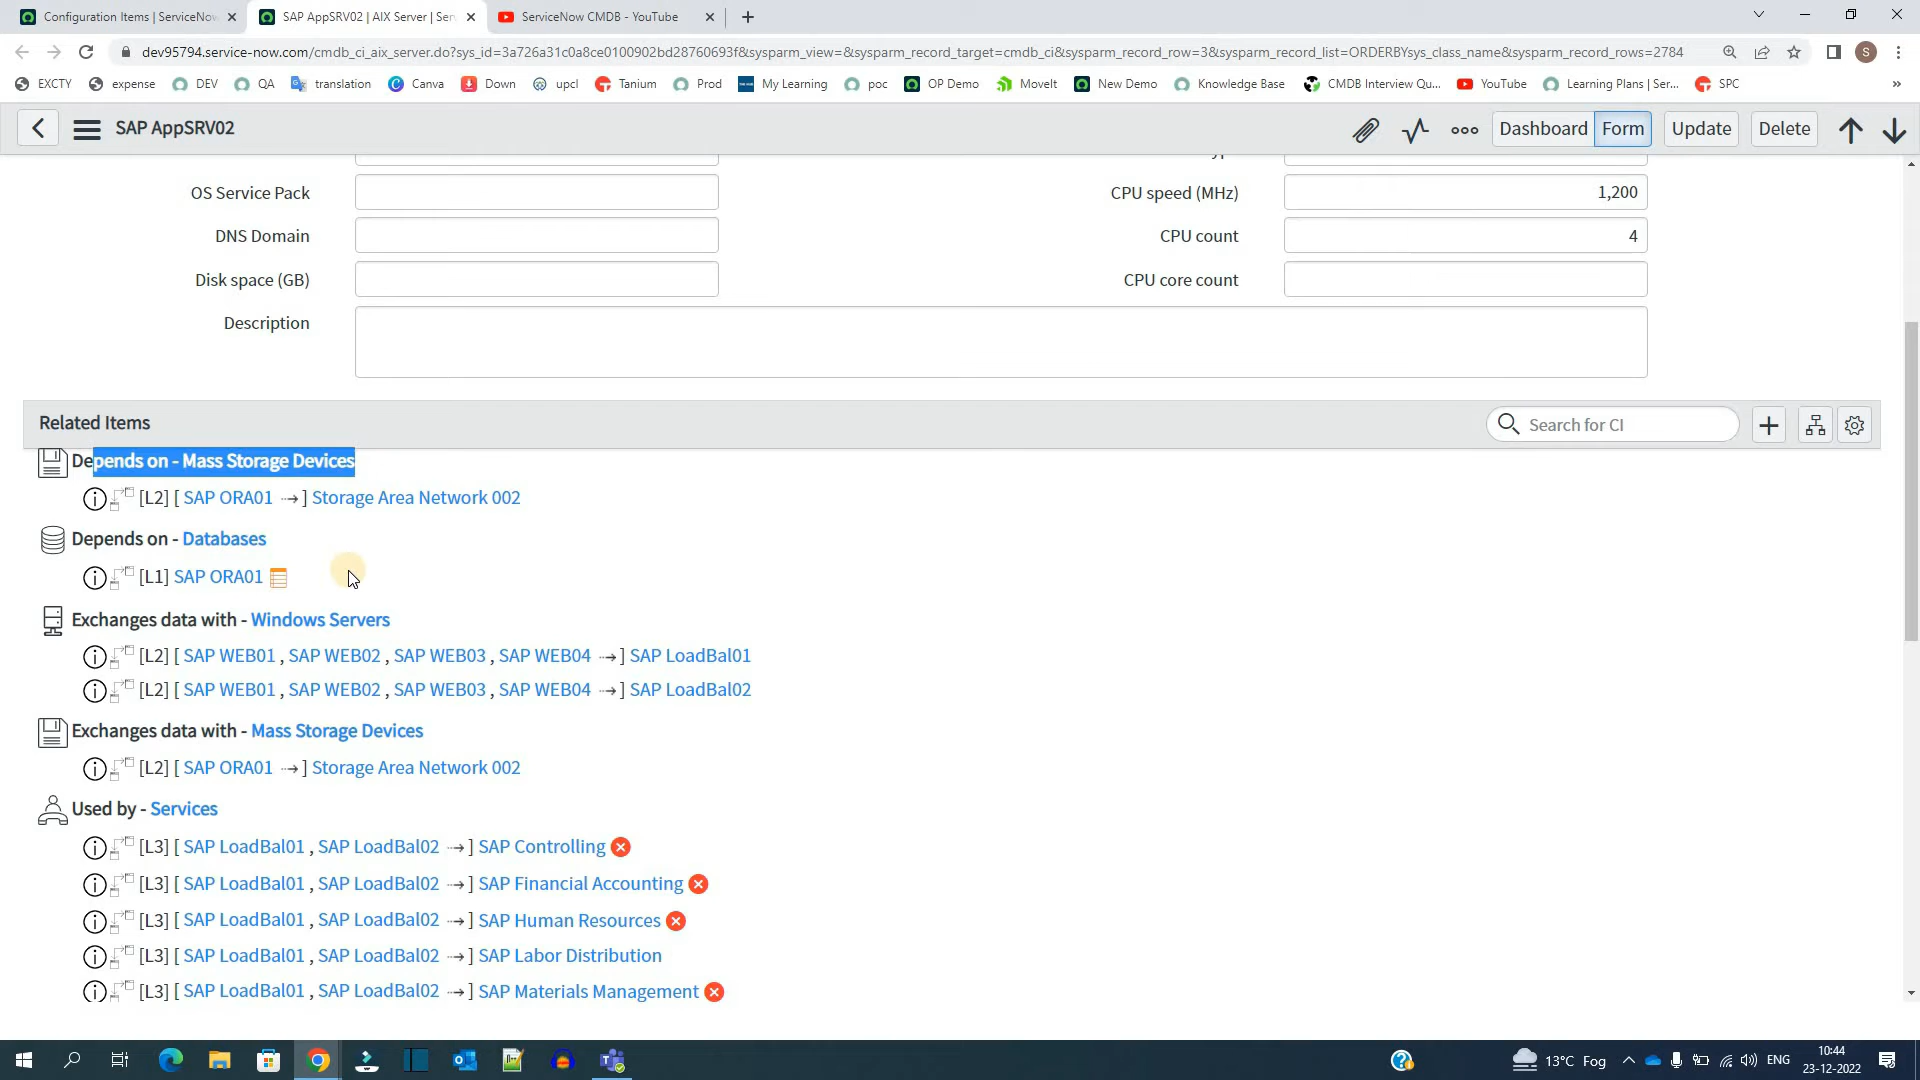 Configuration Items | ServiceNow
SAP AppSRV02 | AIX Server | Ser
ServiceNow CMDB - YouTube
dev95794.service-now.com/cmdb_ci_aix_server.do?sys_id=3a726a31c0a8ce0100902bd28760693f&sysparm_view=&sysparm_record_target=cmdb_ci&sysparm_record_row=3&sysparm_record_list=ORDERBYsys_class_name&sysparm_record_rows=2784
S
EXCTY expense DEV QA translation Canva Down upcl Tanium Prod My Learning poc OP Demo MoveIt New Demo Knowledge Base CMDB Interview Qu... YouTube Learning Plans | Ser... SPC »
SAP AppSRV02
Dashboard Form Update Delete
OS Service Pack
CPU speed (MHz) 1,200
DNS Domain
CPU count 4
Disk space (GB)
CPU core count
Description
Related Items
Search for CI
Depends on - Mass Storage Devices
[L2] [ SAP ORA01 → ] Storage Area Network 002
Depends on - Databases
[L1] SAP ORA01
Exchanges data with - Windows Servers
[L2] [ SAP WEB01 , SAP WEB02 , SAP WEB03 , SAP WEB04 → ] SAP LoadBal01
[L2] [ SAP WEB01 , SAP WEB02 , SAP WEB03 , SAP WEB04 → ] SAP LoadBal02
Exchanges data with - Mass Storage Devices
[L2] [ SAP ORA01 → ] Storage Area Network 002
Used by - Services
[L3] [ SAP LoadBal01 , SAP LoadBal02 → ] SAP Controlling
[L3] [ SAP LoadBal01 , SAP LoadBal02 → ] SAP Financial Accounting
[L3] [ SAP LoadBal01 , SAP LoadBal02 → ] SAP Human Resources
[L3] [ SAP LoadBal01 , SAP LoadBal02 → ] SAP Labor Distribution
[L3] [ SAP LoadBal01 , SAP LoadBal02 → ] SAP Materials Management
13°C Fog
ENG
10:44
23-12-2022